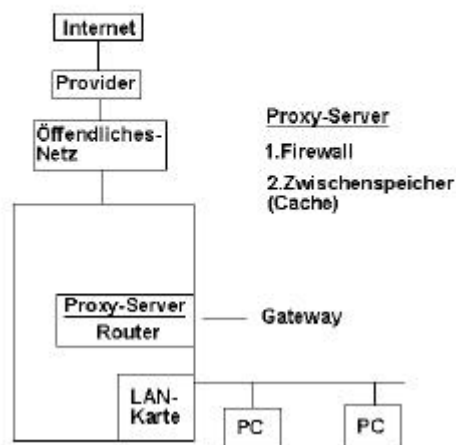 Internet
Provider
Öffendliches-
Netz
Proxy-Server
1.Firewall
2.Zwischenspeicher
(Cache)
Proxy-Server
Router
Gateway
LAN-
Karte
PC
PC